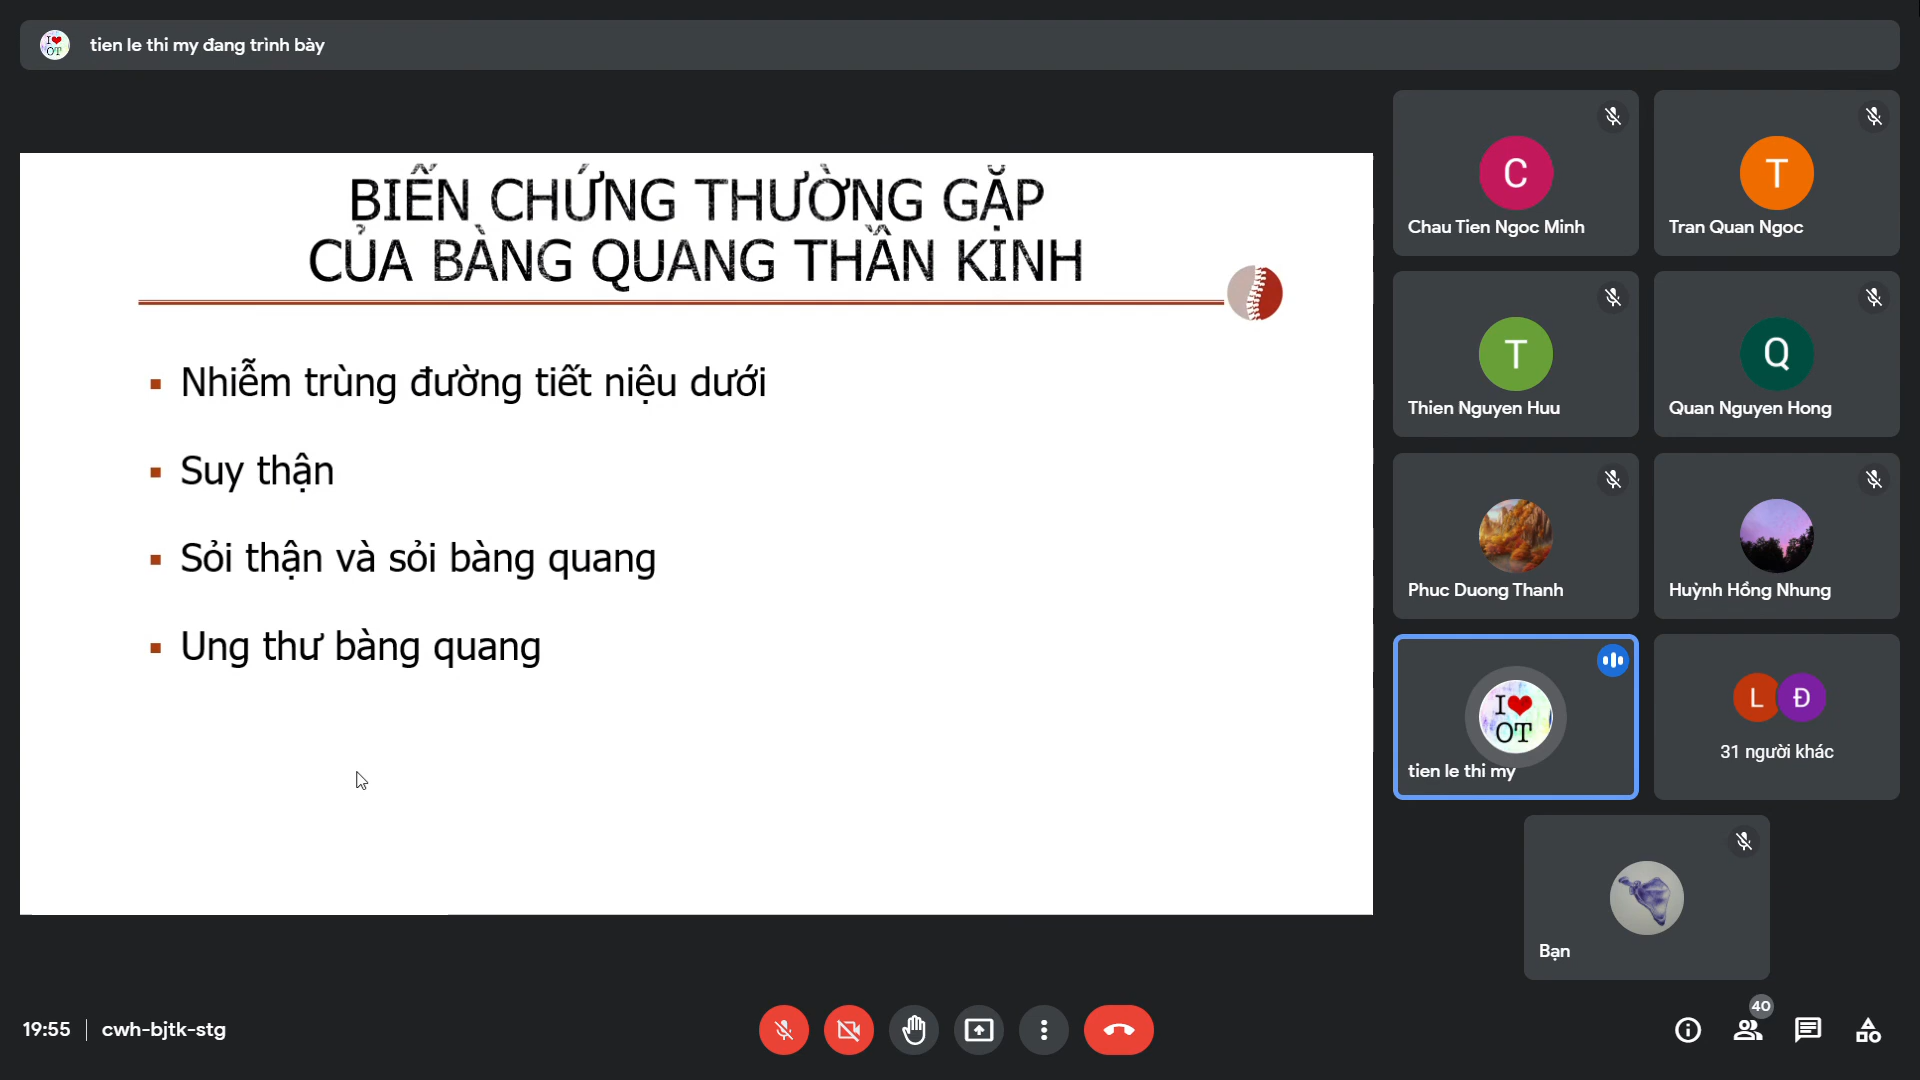 I❤OT
tien le thi my đang trình bày
BIẾN CHỨNG THƯỜNG GẶP
CỦA BÀNG QUANG THẦN KINH
▪ Nhiễm trùng đường tiết niệu dưới
▪ Suy thận
▪ Sỏi thận và sỏi bàng quang
▪ Ung thư bàng quang
C
Chau Tien Ngoc Minh
T
Tran Quan Ngoc
T
Thien Nguyen Huu
Q
Quan Nguyen Hong
Phuc Duong Thanh
Huỳnh Hồng Nhung
I❤
OT
tien le thi my
L Đ
31 người khác
Bạn
19:55 | cwh-bjtk-stg
40